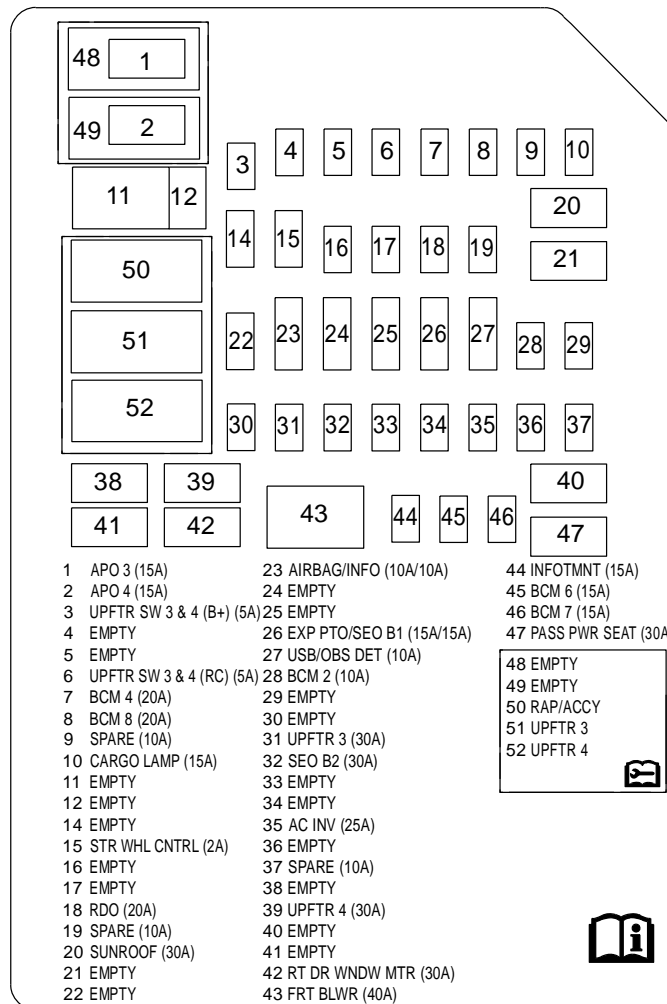 48 1
49 2
3 4 5 6 7 8 9 10
11 12
20
14 15 16 17 18 19
21
50
51
22 23 24 25 26 27 28 29
52
30 31 32 33 34 35 36 37
38 39 40
43 44 45 46
41 42 47
1 APO 3 (15A)
2 APO 4 (15A)
3 UPFTR SW 3 & 4 (B+) (5A)
4 EMPTY
5 EMPTY
6 UPFTR SW 3 & 4 (RC) (5A)
7 BCM 4 (20A)
8 BCM 8 (20A)
9 SPARE (10A)
10 CARGO LAMP (15A)
11 EMPTY
12 EMPTY
14 EMPTY
15 STR WHL CNTRL (2A)
16 EMPTY
17 EMPTY
18 RDO (20A)
19 SPARE (10A)
20 SUNROOF (30A)
21 EMPTY
22 EMPTY
23 AIRBAG/INFO (10A/10A)
24 EMPTY
25 EMPTY
26 EXP PTO/SEO B1 (15A/15A)
27 USB/OBS DET (10A)
28 BCM 2 (10A)
29 EMPTY
30 EMPTY
31 UPFTR 3 (30A)
32 SEO B2 (30A)
33 EMPTY
34 EMPTY
35 AC INV (25A)
36 EMPTY
37 SPARE (10A)
38 EMPTY
39 UPFTR 4 (30A)
40 EMPTY
41 EMPTY
42 RT DR WNDW MTR (30A)
43 FRT BLWR (40A)
44 INFOTMNT (15A)
45 BCM 6 (15A)
46 BCM 7 (15A)
47 PASS PWR SEAT (30A
48 EMPTY
49 EMPTY
50 RAP/ACCY
51 UPFTR 3
52 UPFTR 4